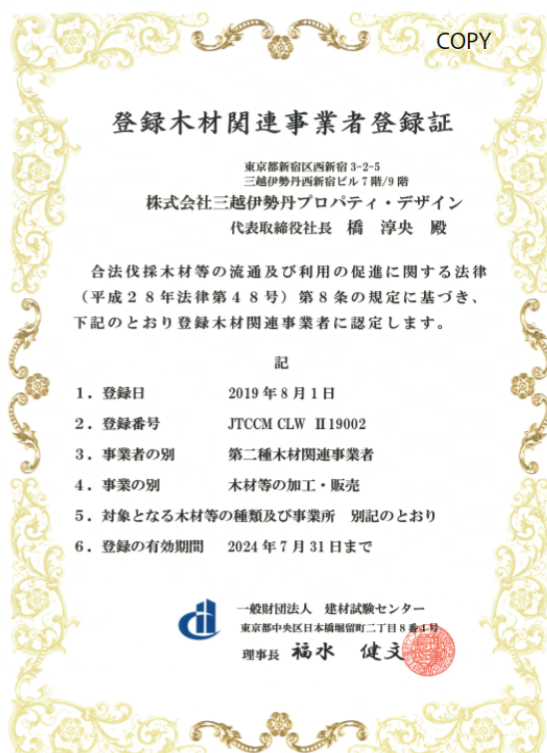 COPY
登録木材関連事業者登録証
東京都新宿区西新宿 3-2-5
三越伊勢丹西新宿ビル 7 階/9 階
株式会社三越伊勢丹プロパティ・デザイン
代表取締役社長 橋 淳央 殿
合法伐採木材等の流通及び利用の促進に関する法律
(平成28年法律第48号)第8条の規定に基づき、
下記のとおり登録木材関連事業者に認定します。
記
1．登録日 2019 年 8 月 1 日
2．登録番号 JTCCM CLW Ⅱ19002
3．事業者の別 第二種木材関連事業者
4．事業の別 木材等の加工・販売
5．対象となる木材等の種類及び事業所 別記のとおり
6．登録の有効期間 2024 年 7 月 31 日まで
一般財団法人 建材試験センター
東京都中央区日本橋堀留町二丁目 8 番 4 号
理事長 福水 健文